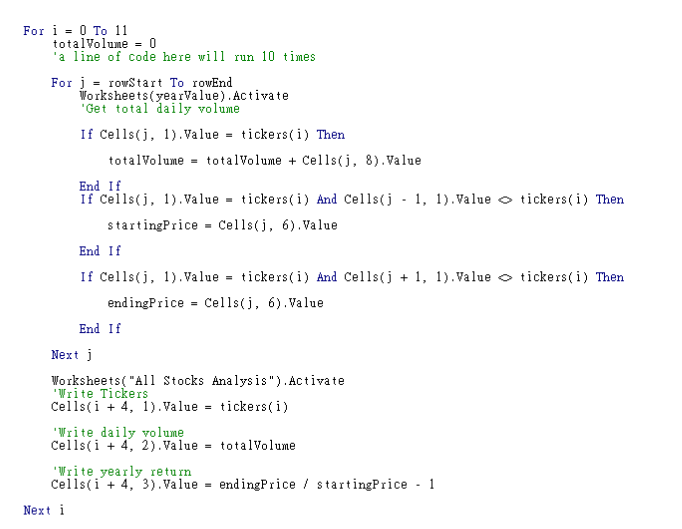 For i = 0 To 11
totalVolume = 0
'a line of code here will run 10 times
For j = rowStart To rowEnd
Worksheets(yearValue).Activate
'Get total daily volume
If Cells(j, 1).Value = tickers(i) Then
totalVolume = totalVolume + Cells(j, 8).Value
End If
If Cells(j, 1).Value = tickers(i) And Cells(j - 1, 1).Value <> tickers(i) Then
startingPrice = Cells(j, 6).Value
End If
If Cells(j, 1).Value = tickers(i) And Cells(j + 1, 1).Value <> tickers(i) Then
endingPrice = Cells(j, 6).Value
End If
Next j
Worksheets("All Stocks Analysis").Activate
'Write Tickers
Cells(i + 4, 1).Value = tickers(i)
'Write daily volume
Cells(i + 4, 2).Value = totalVolume
'Write yearly return
Cells(i + 4, 3).Value = endingPrice / startingPrice - 1
Next i